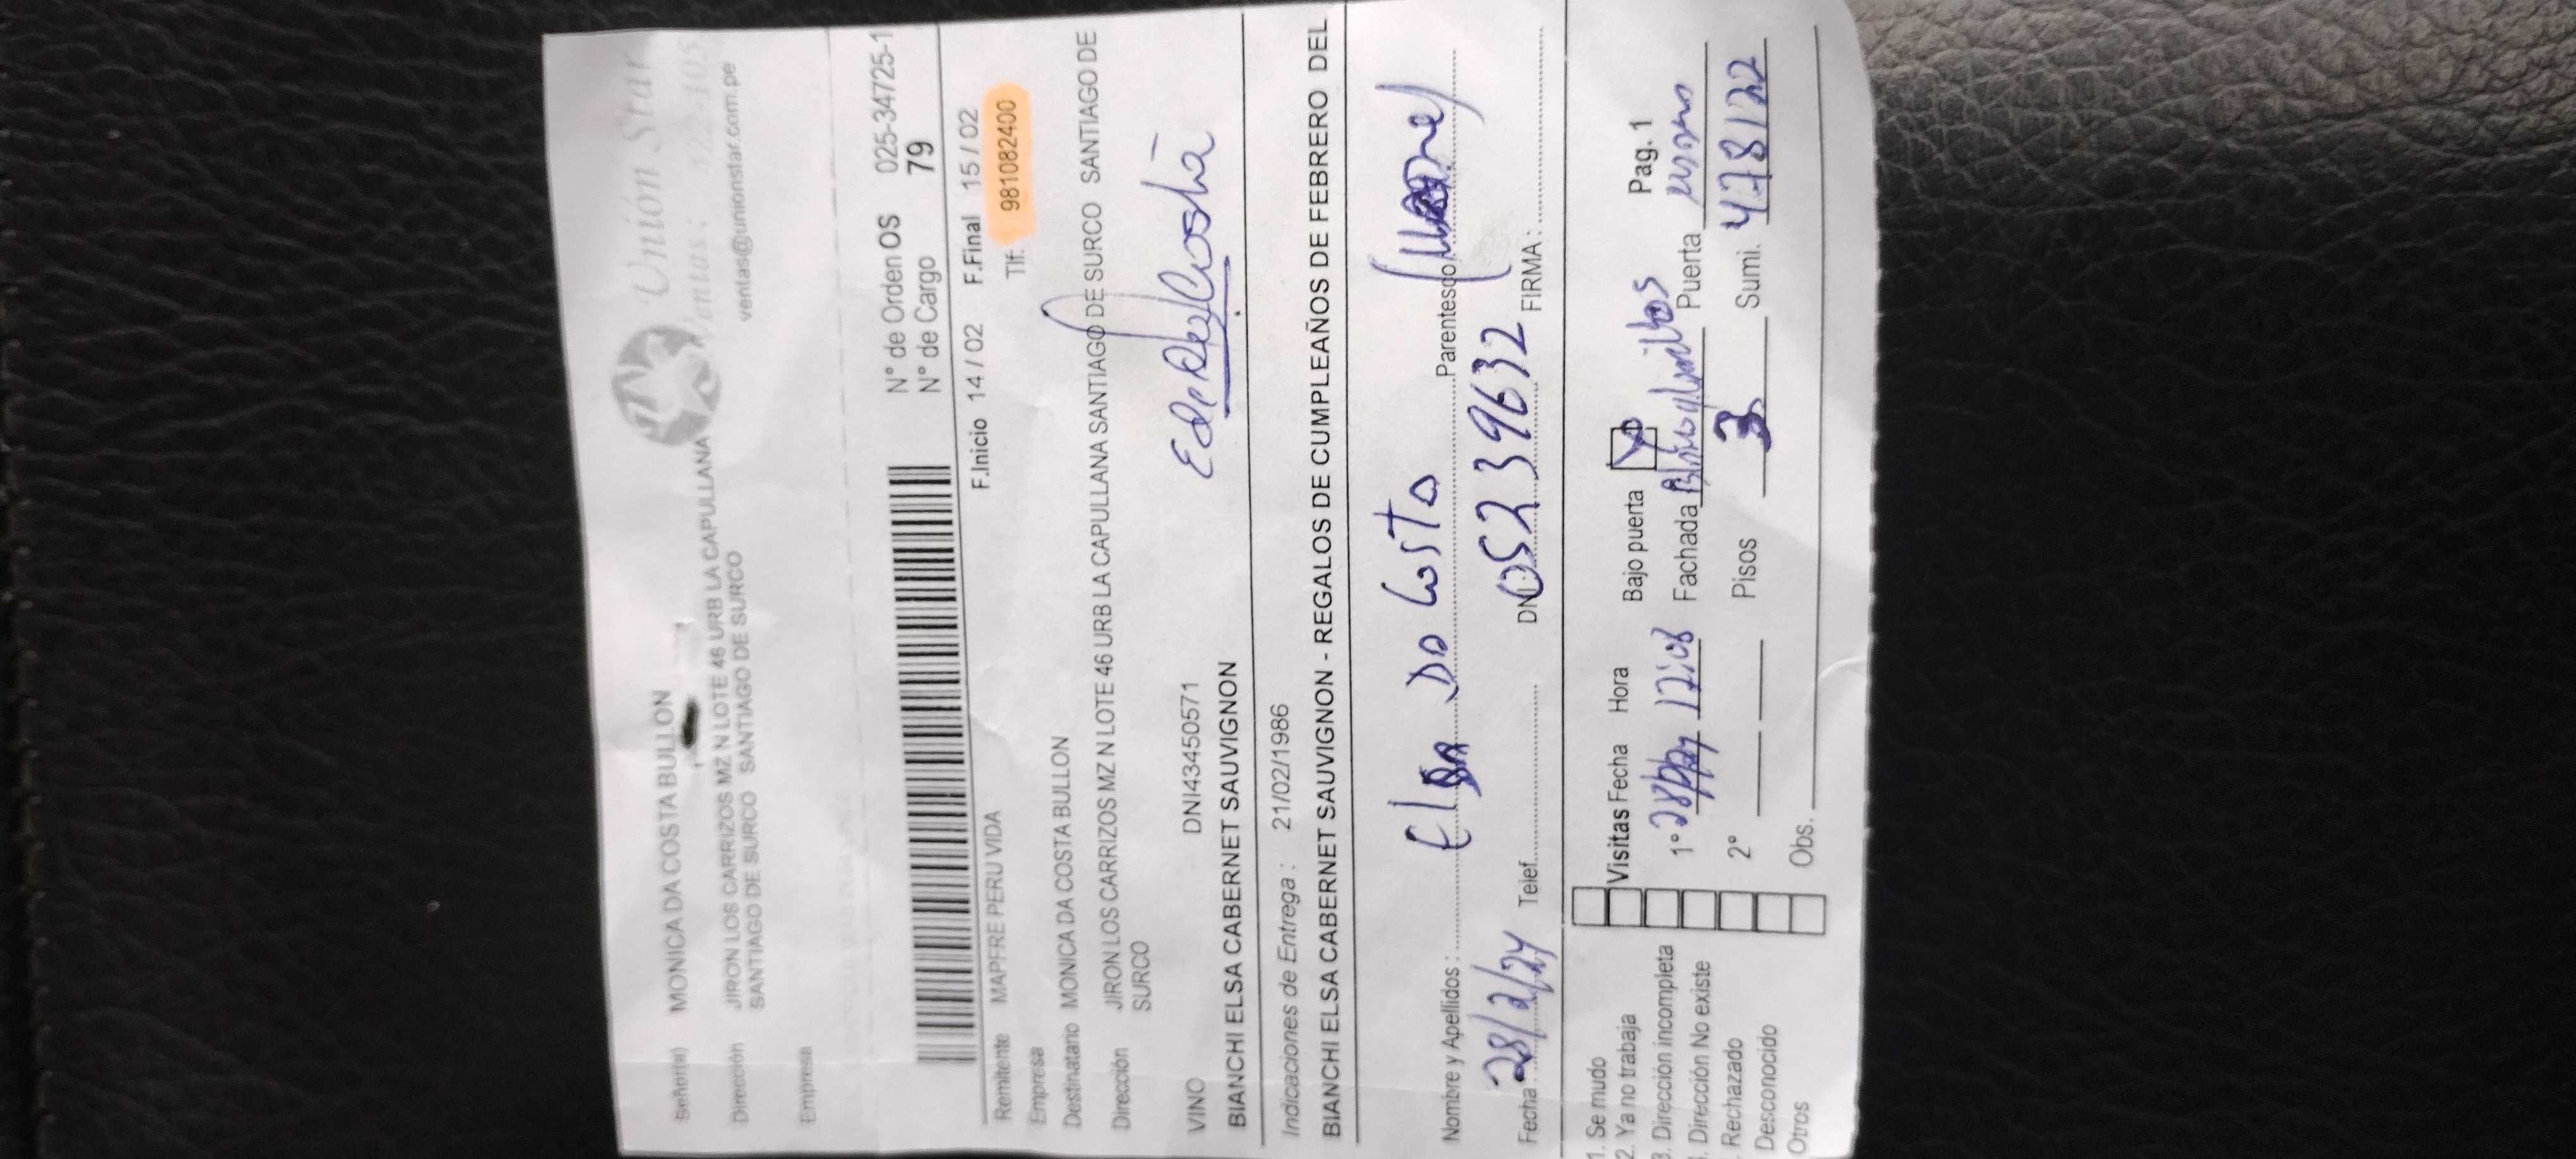 Unión Star
Ventas:
ventas@unionstar.com.pe
Señor(a) MONICA DA COSTA BULLON
Dirección JIRON LOS CARRIZOS MZ N LOTE 46 URB LA CAPULLANA
SANTIAGO DE SURCO SANTIAGO DE SURCO
Empresa
N° de Orden OS 025-34725-1
N° de Cargo 79
F.Inicio 14 / 02 F.Final 15 / 02
Remitente MAPFRE PERU VIDA Tlf: 9810824​00
Empresa
Destinatario MONICA DA COSTA BULLON
Dirección JIRON LOS CARRIZOS MZ N LOTE 46 URB LA CAPULLANA SANTIAGO DE SURCO SANTIAGO DE
SURCO
VINO DNI43450571
BIANCHI ELSA CABERNET SAUVIGNON
Indicaciones de Entrega : 21/02/1986
BIANCHI ELSA CABERNET SAUVIGNON - REGALOS DE CUMPLEAÑOS DE FEBRERO DEL
Nombre y Apellidos : Elsa Da Costa Parentesco
Fecha 28/2/24 Telef. DNI 05239632 FIRMA :
1. Se mudo
2. Ya no trabaja
3. Dirección incompleta
. Dirección No existe
. Rechazado
Desconocido
Otros
Visitas Fecha Hora Bajo puerta Pag. 1
1° 12:08 Fachada Puerta
2° Pisos 3 Sumi. 478122
Obs.